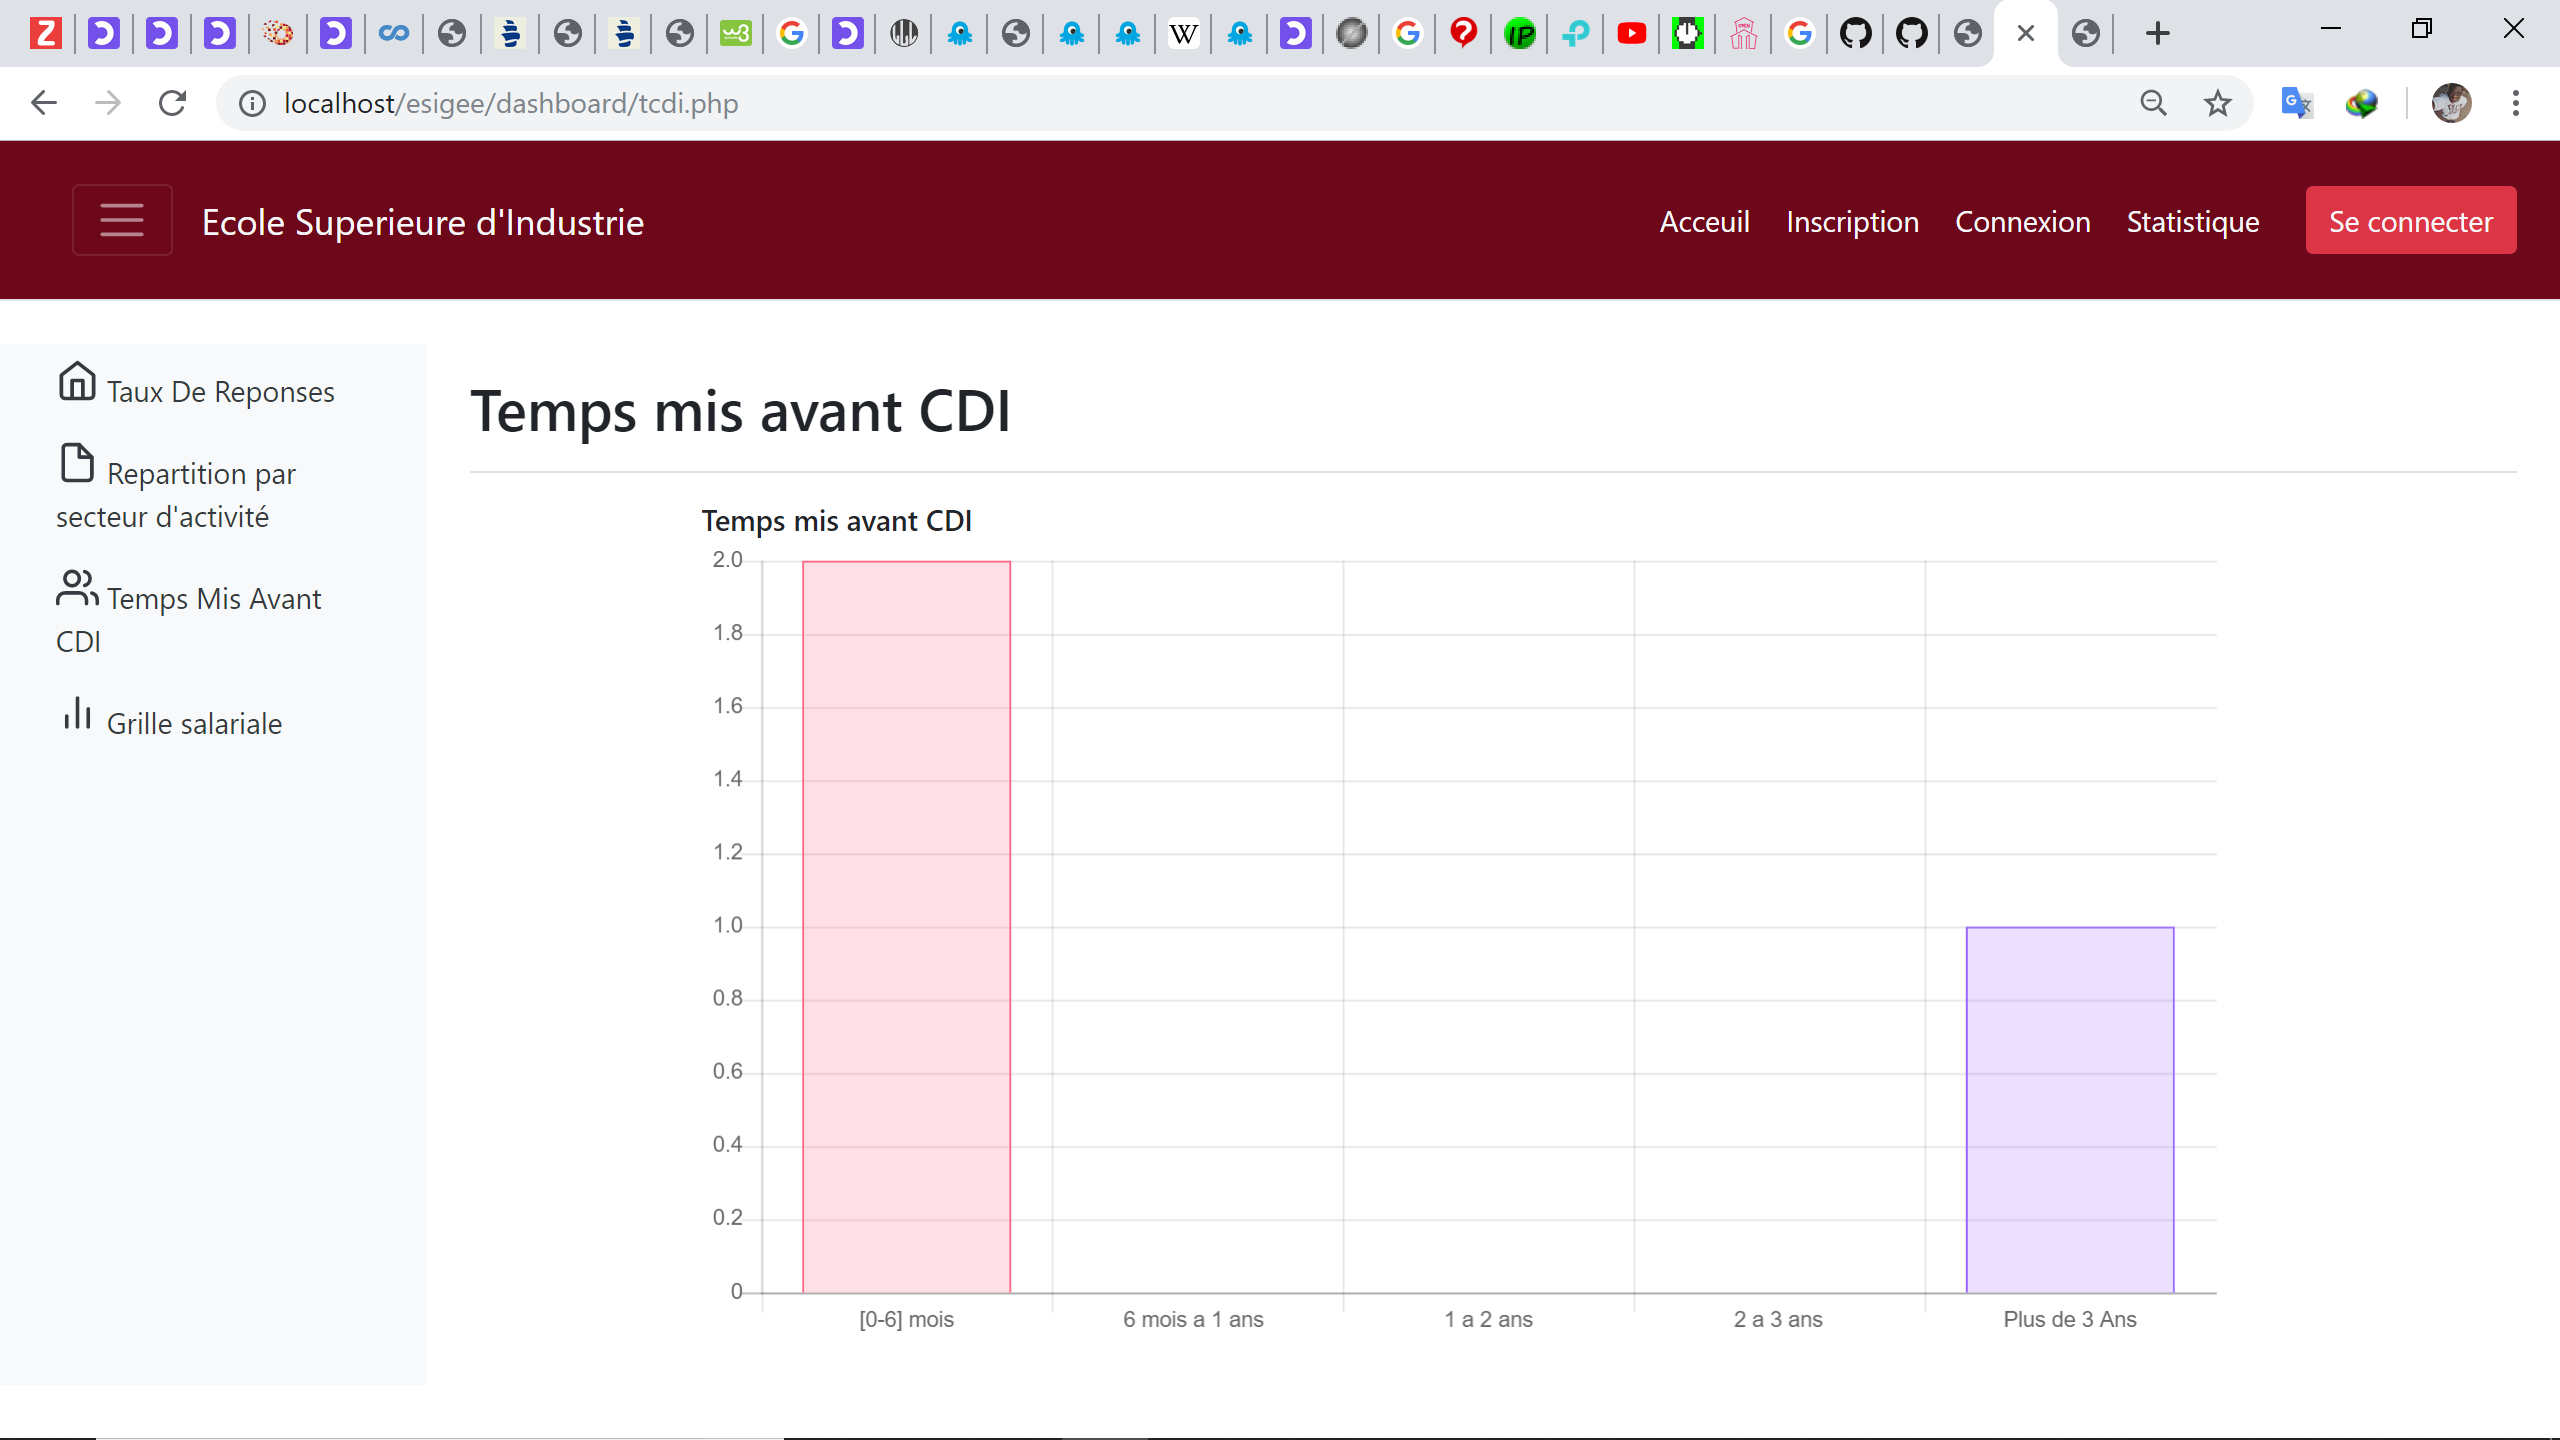 localhost/esigee/dashboard/tcdi.php
Ecole Superieure d'Industrie
Acceuil
Inscription
Connexion
Statistique
Se connecter
Taux De Reponses
Repartition par
secteur d'activité
Temps Mis Avant
CDI
Grille salariale
Temps mis avant CDI
Temps mis avant CDI
2.0
1.8
1.6
1.4
1.2
1.0
0.8
0.6
0.4
0.2
0
[0-6] mois
6 mois a 1 ans
1 a 2 ans
2 a 3 ans
Plus de 3 Ans